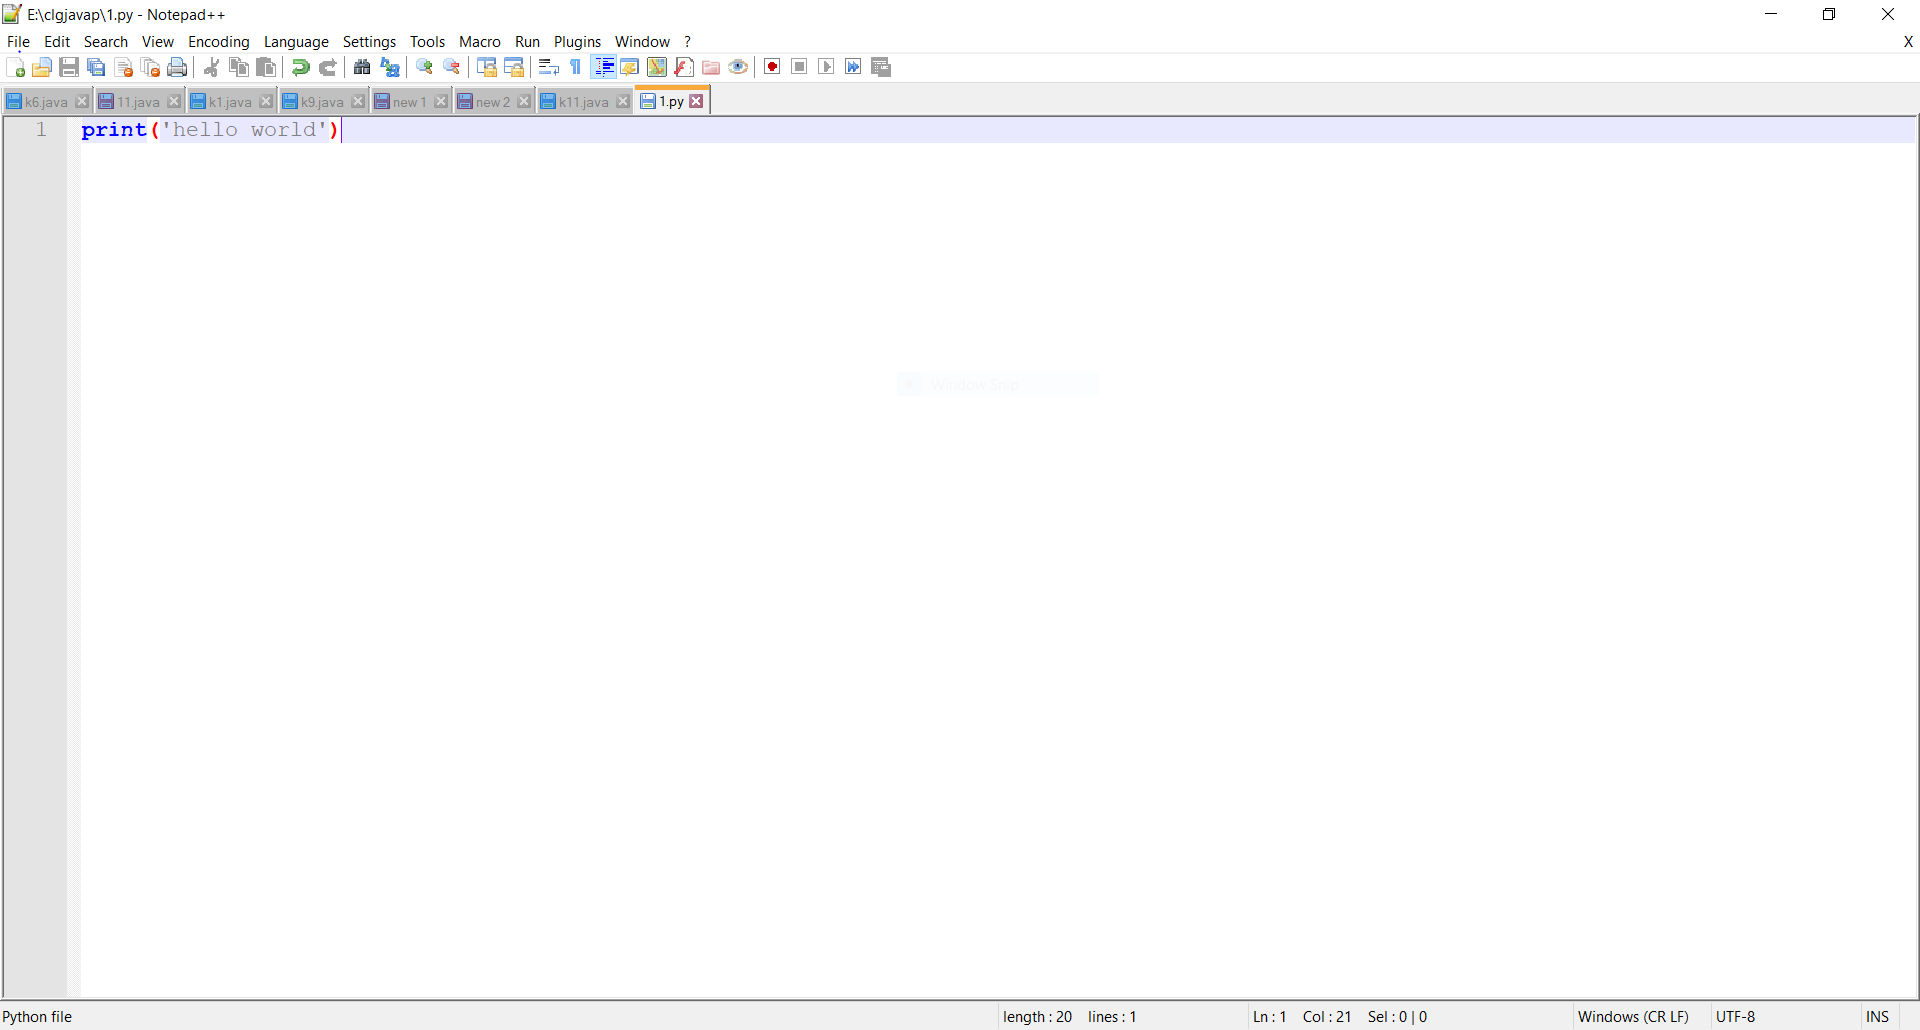 E:\clgjavap\1.py - Notepad++
File Edit Search View Encoding Language Settings Tools Macro Run Plugins Window ? X
k6.java 11.java k1.java k9.java new 1 new 2 k11.java 1.py
1 print('hello world')
Window Snip
Python file length : 20 lines : 1 Ln : 1 Col : 21 Sel : 0 | 0 Windows (CR LF) UTF-8 INS